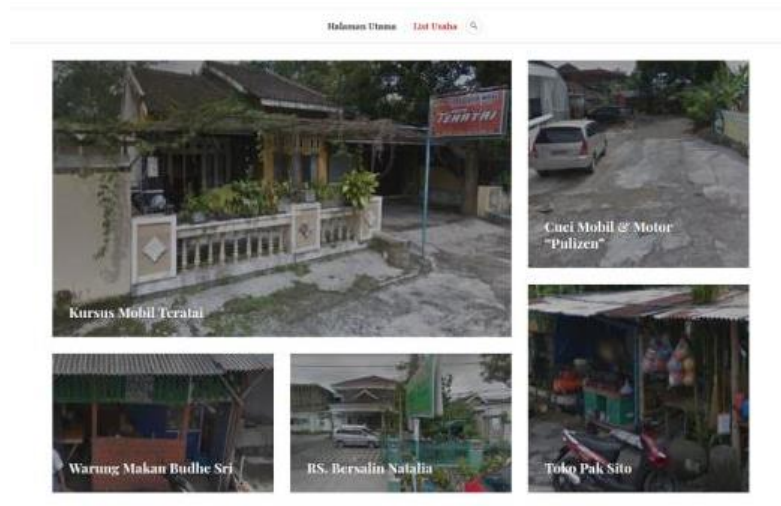 Halaman Utama
List Usaha
TERATAI
Kursus Mobil Teratai
Cuci Mobil & Motor
"Pulizen"
Warung Makan Budhe Sri
RS. Bersalin Natalia
Toko Pak Sito